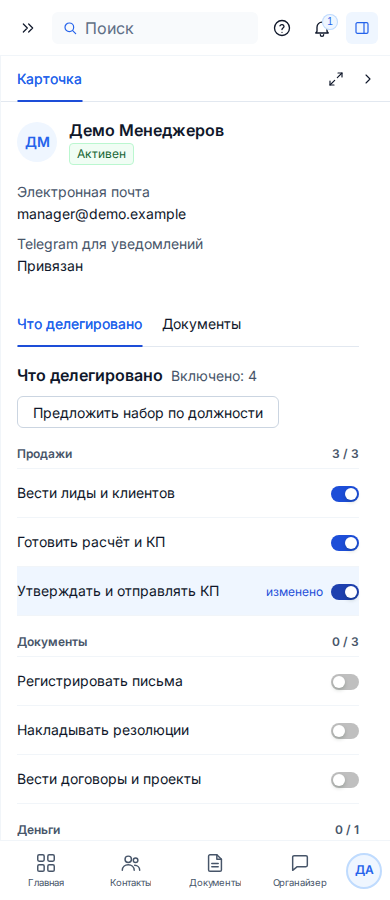 Поиск
1
Карточка
ДМ
Демо Менеджеров
Активен
Электронная почта
manager@demo.example
Telegram для уведомлений
Привязан
Что делегировано Документы
Что делегировано Включено: 4
Предложить набор по должности
Продажи 3 / 3
Вести лиды и клиентов
Готовить расчёт и КП
Утверждать и отправлять КП изменено
Документы 0 / 3
Регистрировать письма
Накладывать резолюции
Вести договоры и проекты
Деньги 0 / 1
Главная Контакты Документы Органайзер ДА